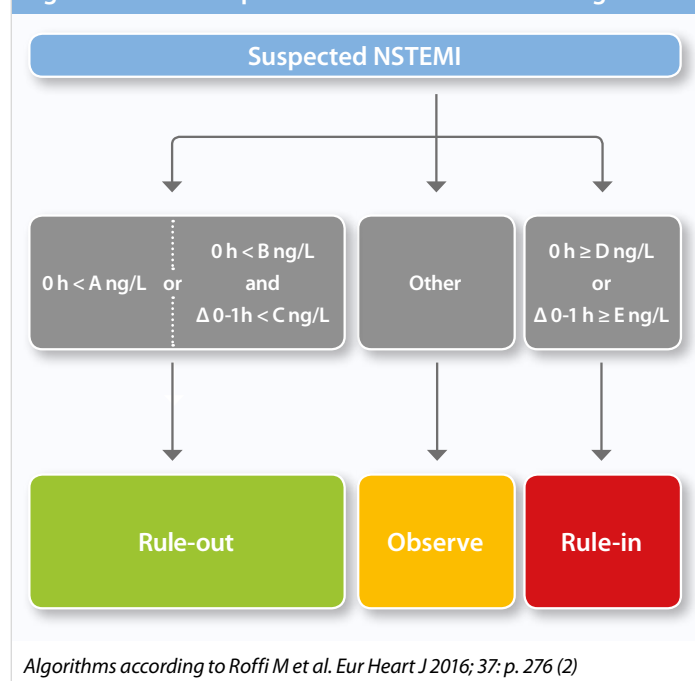 Suspected NSTEMI
0 h < A ng/L or
0 h < B ng/L
and
Δ 0-1h < C ng/L
Other
0 h ≥ D ng/L
or
Δ 0-1 h ≥ E ng/L
Rule-out
Observe
Rule-in
Algorithms according to Roffi M et al. Eur Heart J 2016; 37: p. 276 (2)